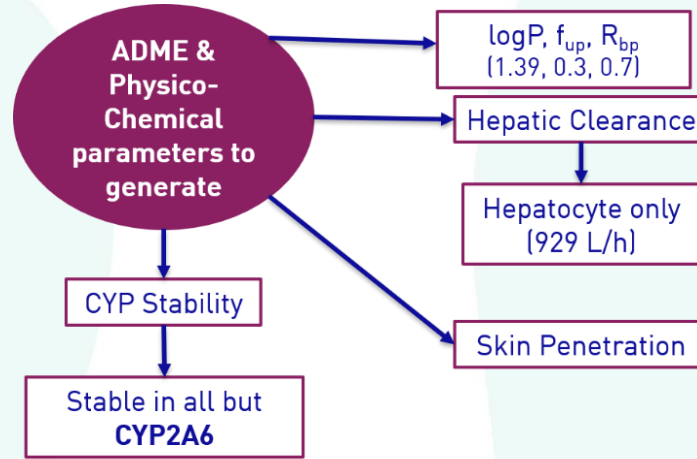 ADME &
Physico-
Chemical
parameters to
generate
logP, fup, Rbp
(1.39, 0.3, 0.7)
Hepatic Clearance
Hepatocyte only
(929 L/h)
CYP Stability
Skin Penetration
Stable in all but
CYP2A6